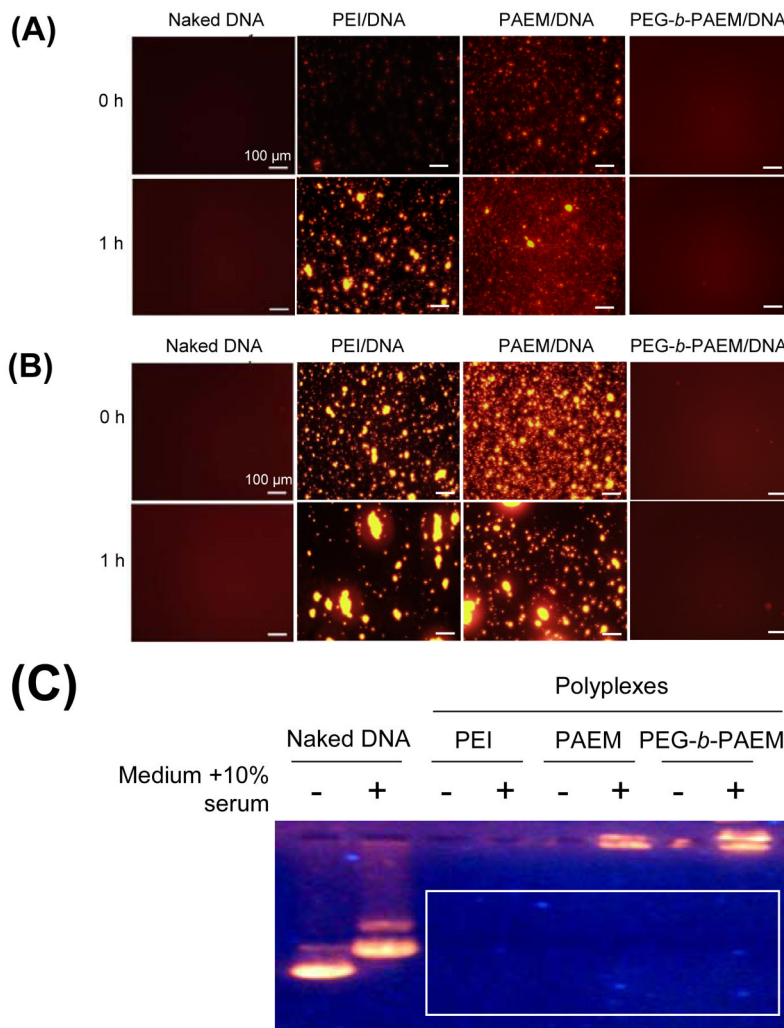 (A)
Naked DNA PEI/DNA PAEM/DNA PEG-b-PAEM/DNA
0 h
100 µm
1 h
(B)
Naked DNA PEI/DNA PAEM/DNA PEG-b-PAEM/DNA
0 h
100 µm
1 h
(C)
Polyplexes
Naked DNA PEI PAEM PEG-b-PAEM
Medium +10% serum - + - + - + - +